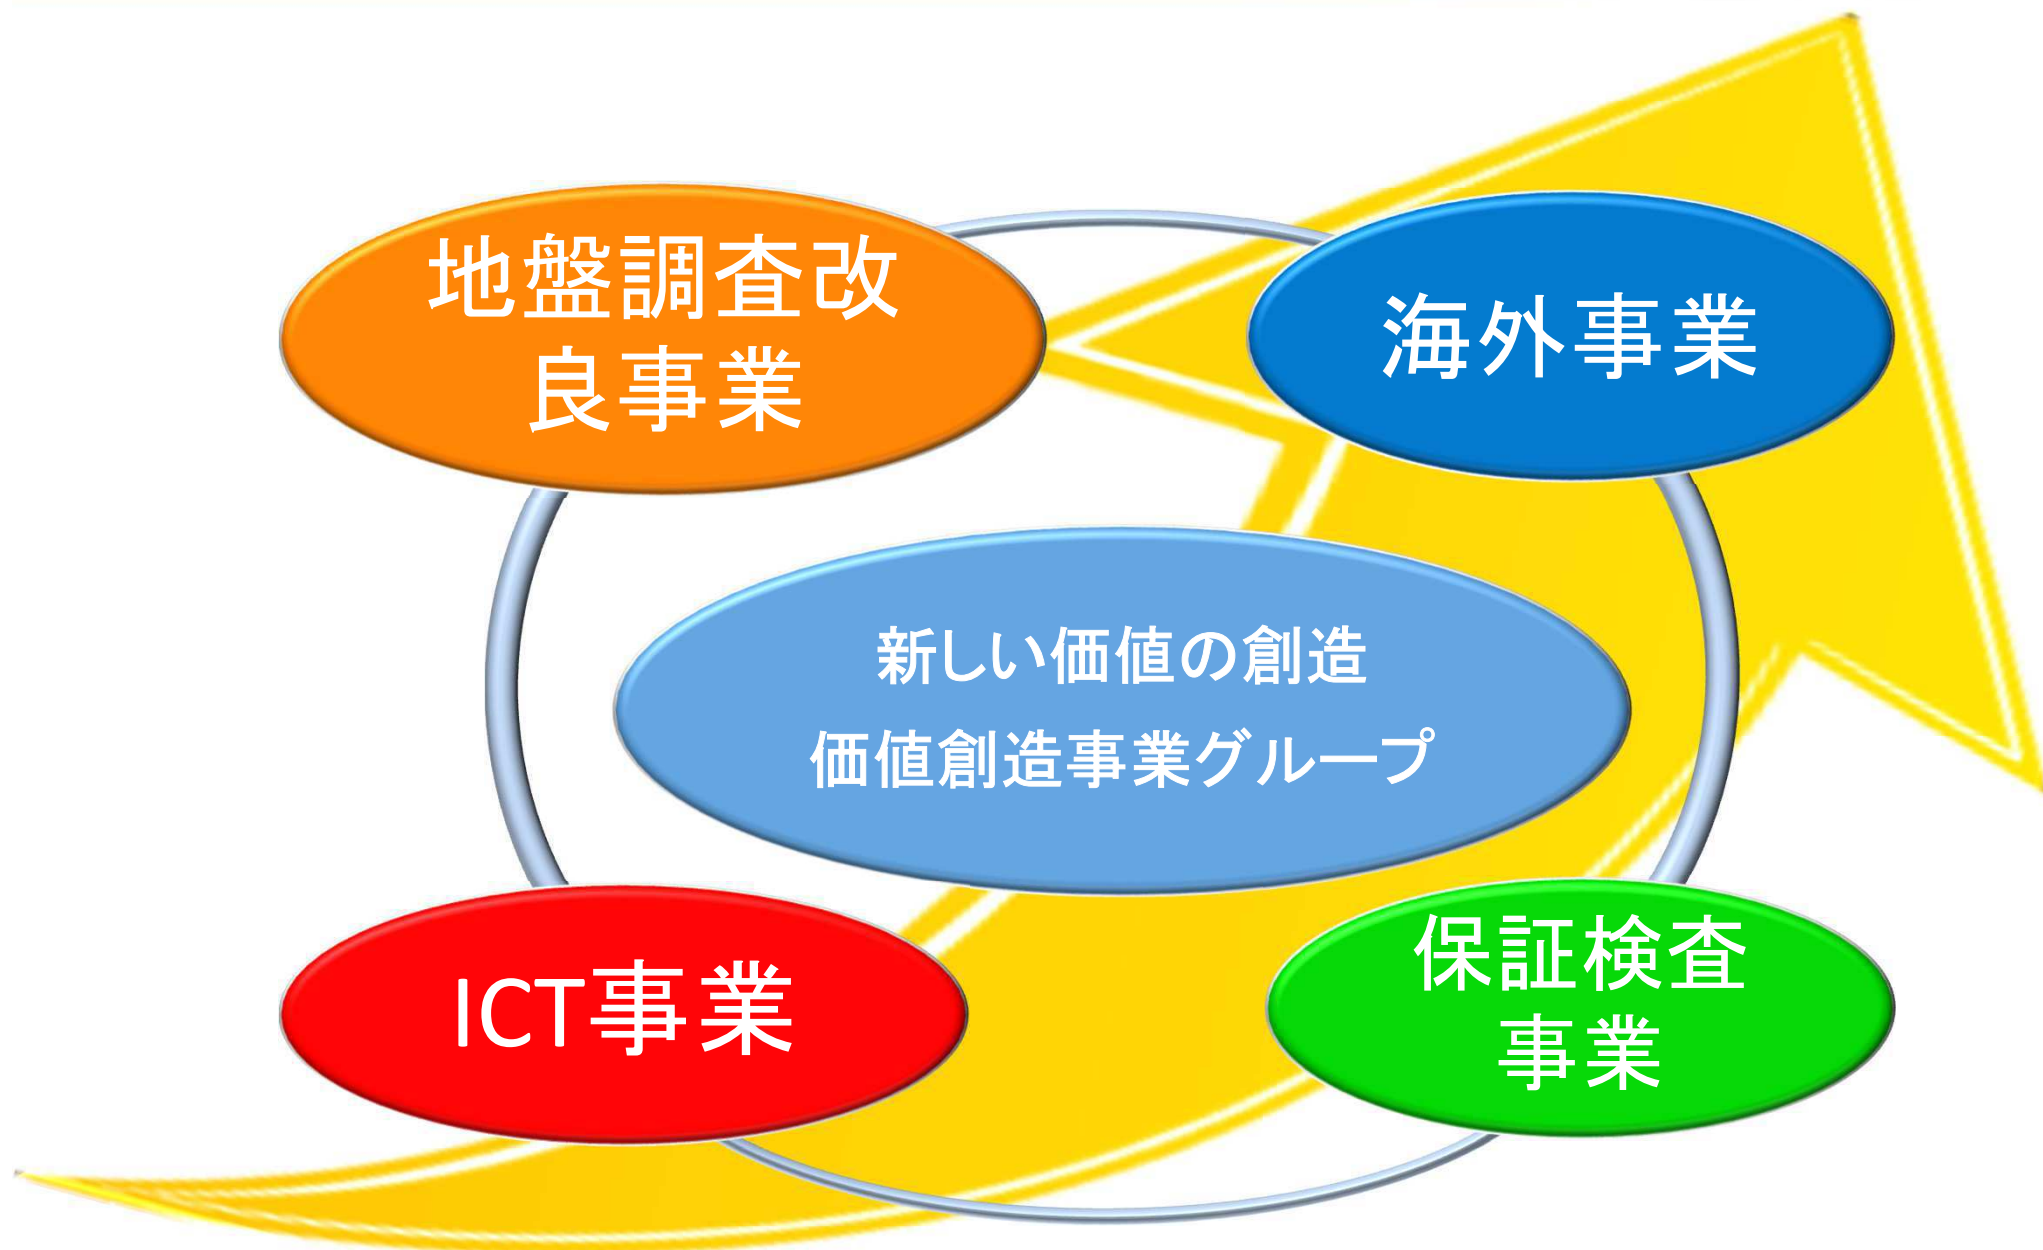 地盤調査改
良事業
海外事業
新しい価値の創造
価値創造事業グループ
ICT事業
保証検査
事業